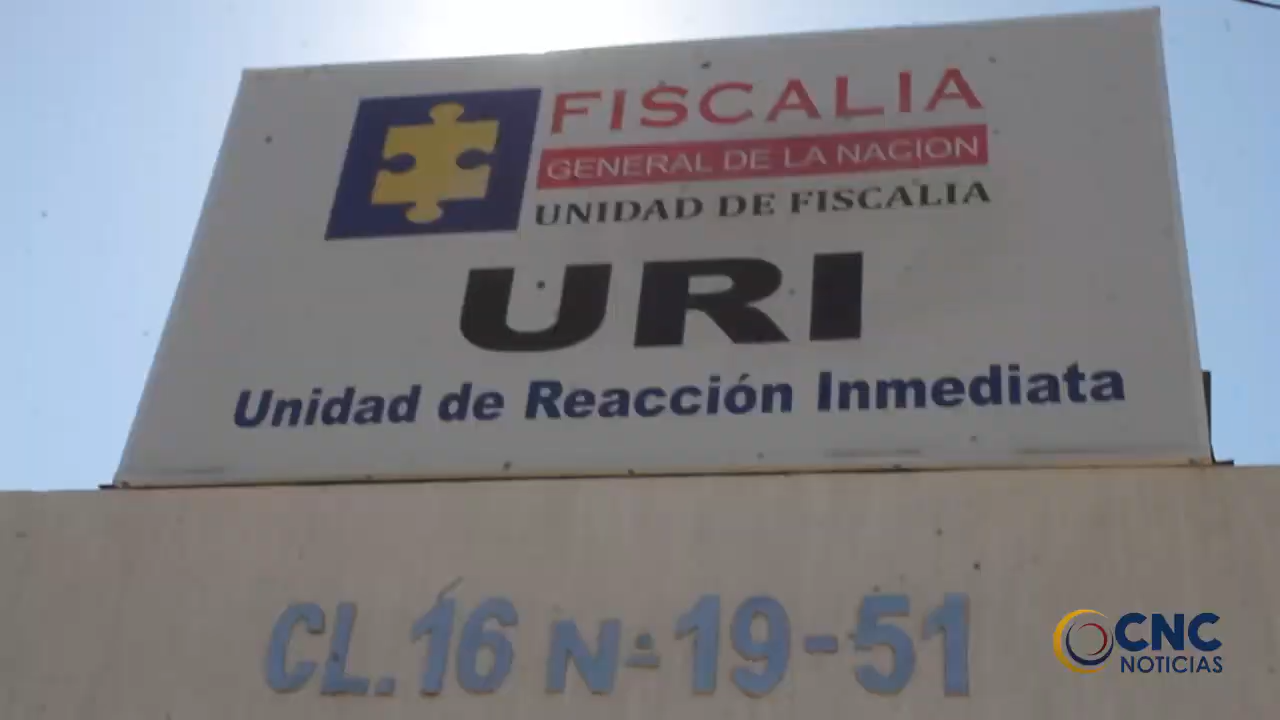 FISCALIA
GENERAL DE LA NACION
UNIDAD DE FISCALIA
URI
Unidad de Reacción Inmediata
CL.16 N-19-51
CNC
NOTICIAS